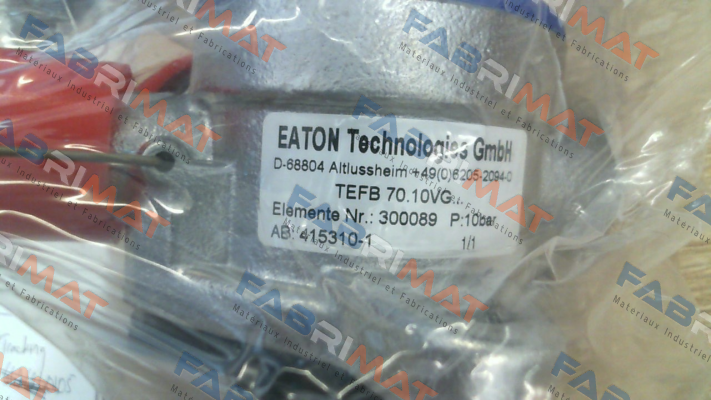 EATON Technologies GmbH
D-68804 Altlussheim +49(0)6205-2094-0
TEFB 70.10VG..
Elemente Nr.: 300089 P:10bar
AB: 415310-1 1/1
FABRIMAT
Materiaux Industriel et Fabrications